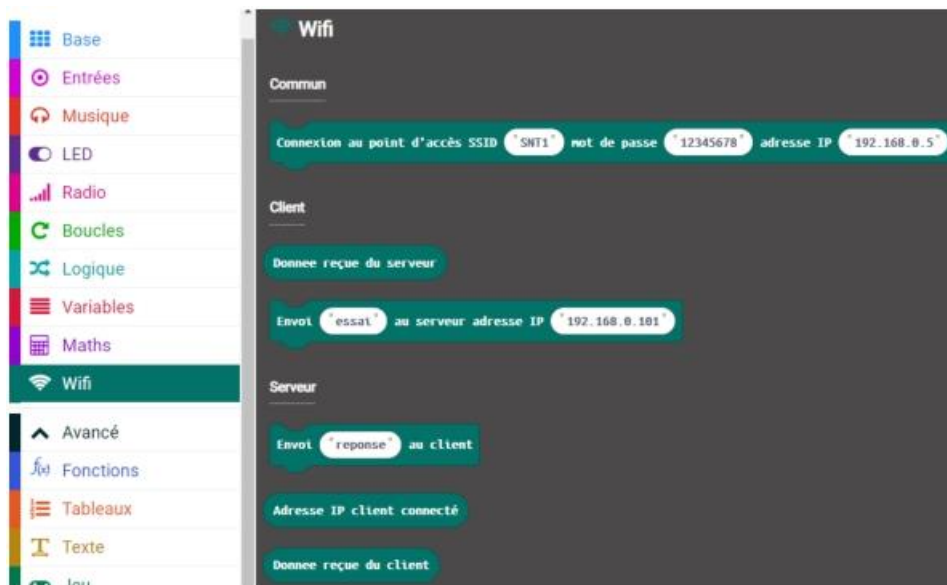 Base
Entrées
Musique
LED
Radio
Boucles
Logique
Variables
Maths
Wifi
Avancé
f(x) Fonctions
Tableaux
Texte
Jeu
Wifi
Commun
Connexion au point d'accès SSID "SNT1" mot de passe "12345678" adresse IP "192.168.0.5"
Client
Donnee reçue du serveur
Envoi "essai" au serveur adresse IP "192.168.0.101"
Serveur
Envoi "reponse" au client
Adresse IP client connecté
Donnee reçue du client